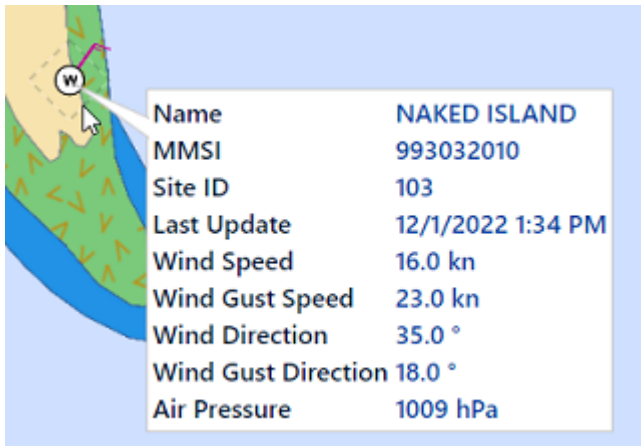 W
Name NAKED ISLAND
MMSI 993032010
Site ID 103
Last Update 12/1/2022 1:34 PM
Wind Speed 16.0 kn
Wind Gust Speed 23.0 kn
Wind Direction 35.0 °
Wind Gust Direction 18.0 °
Air Pressure 1009 hPa